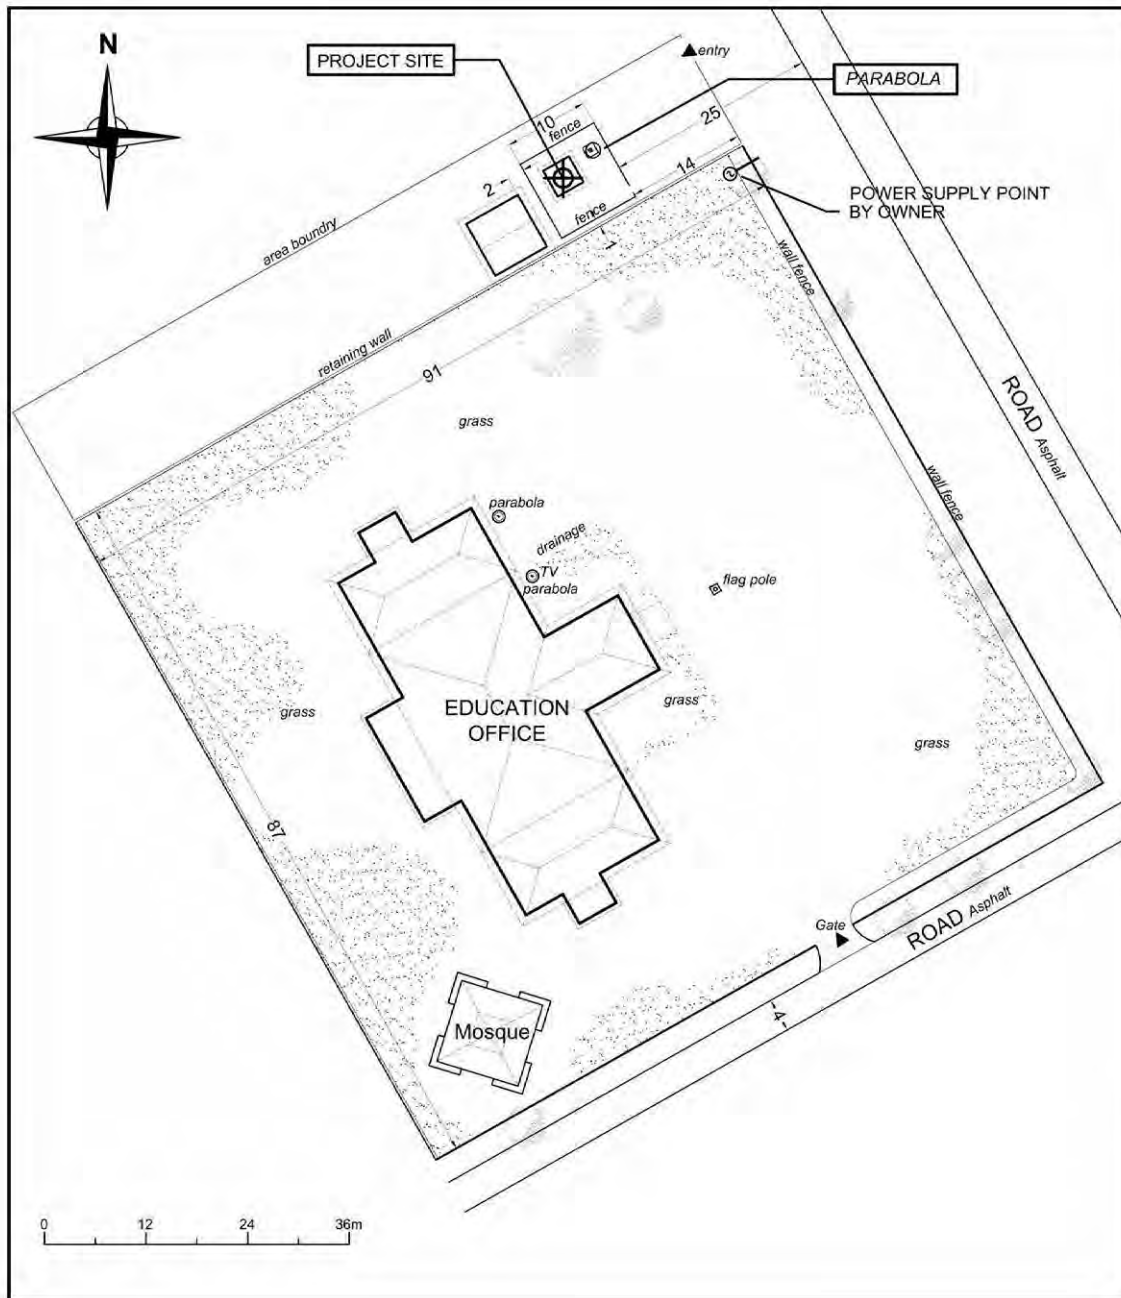 N
PROJECT SITE
entry
PARABOLA
10
fence
25
14
2
POWER SUPPLY POINT
BY OWNER
fence
1
area boundry
wall fence
retaining wall
91
ROAD Asphalt
grass
wall fence
parabola
drainage
TV
parabola
flag pole
EDUCATION
OFFICE
grass
grass
grass
87
Gate
ROAD Asphalt
4
Mosque
0 12 24 36m